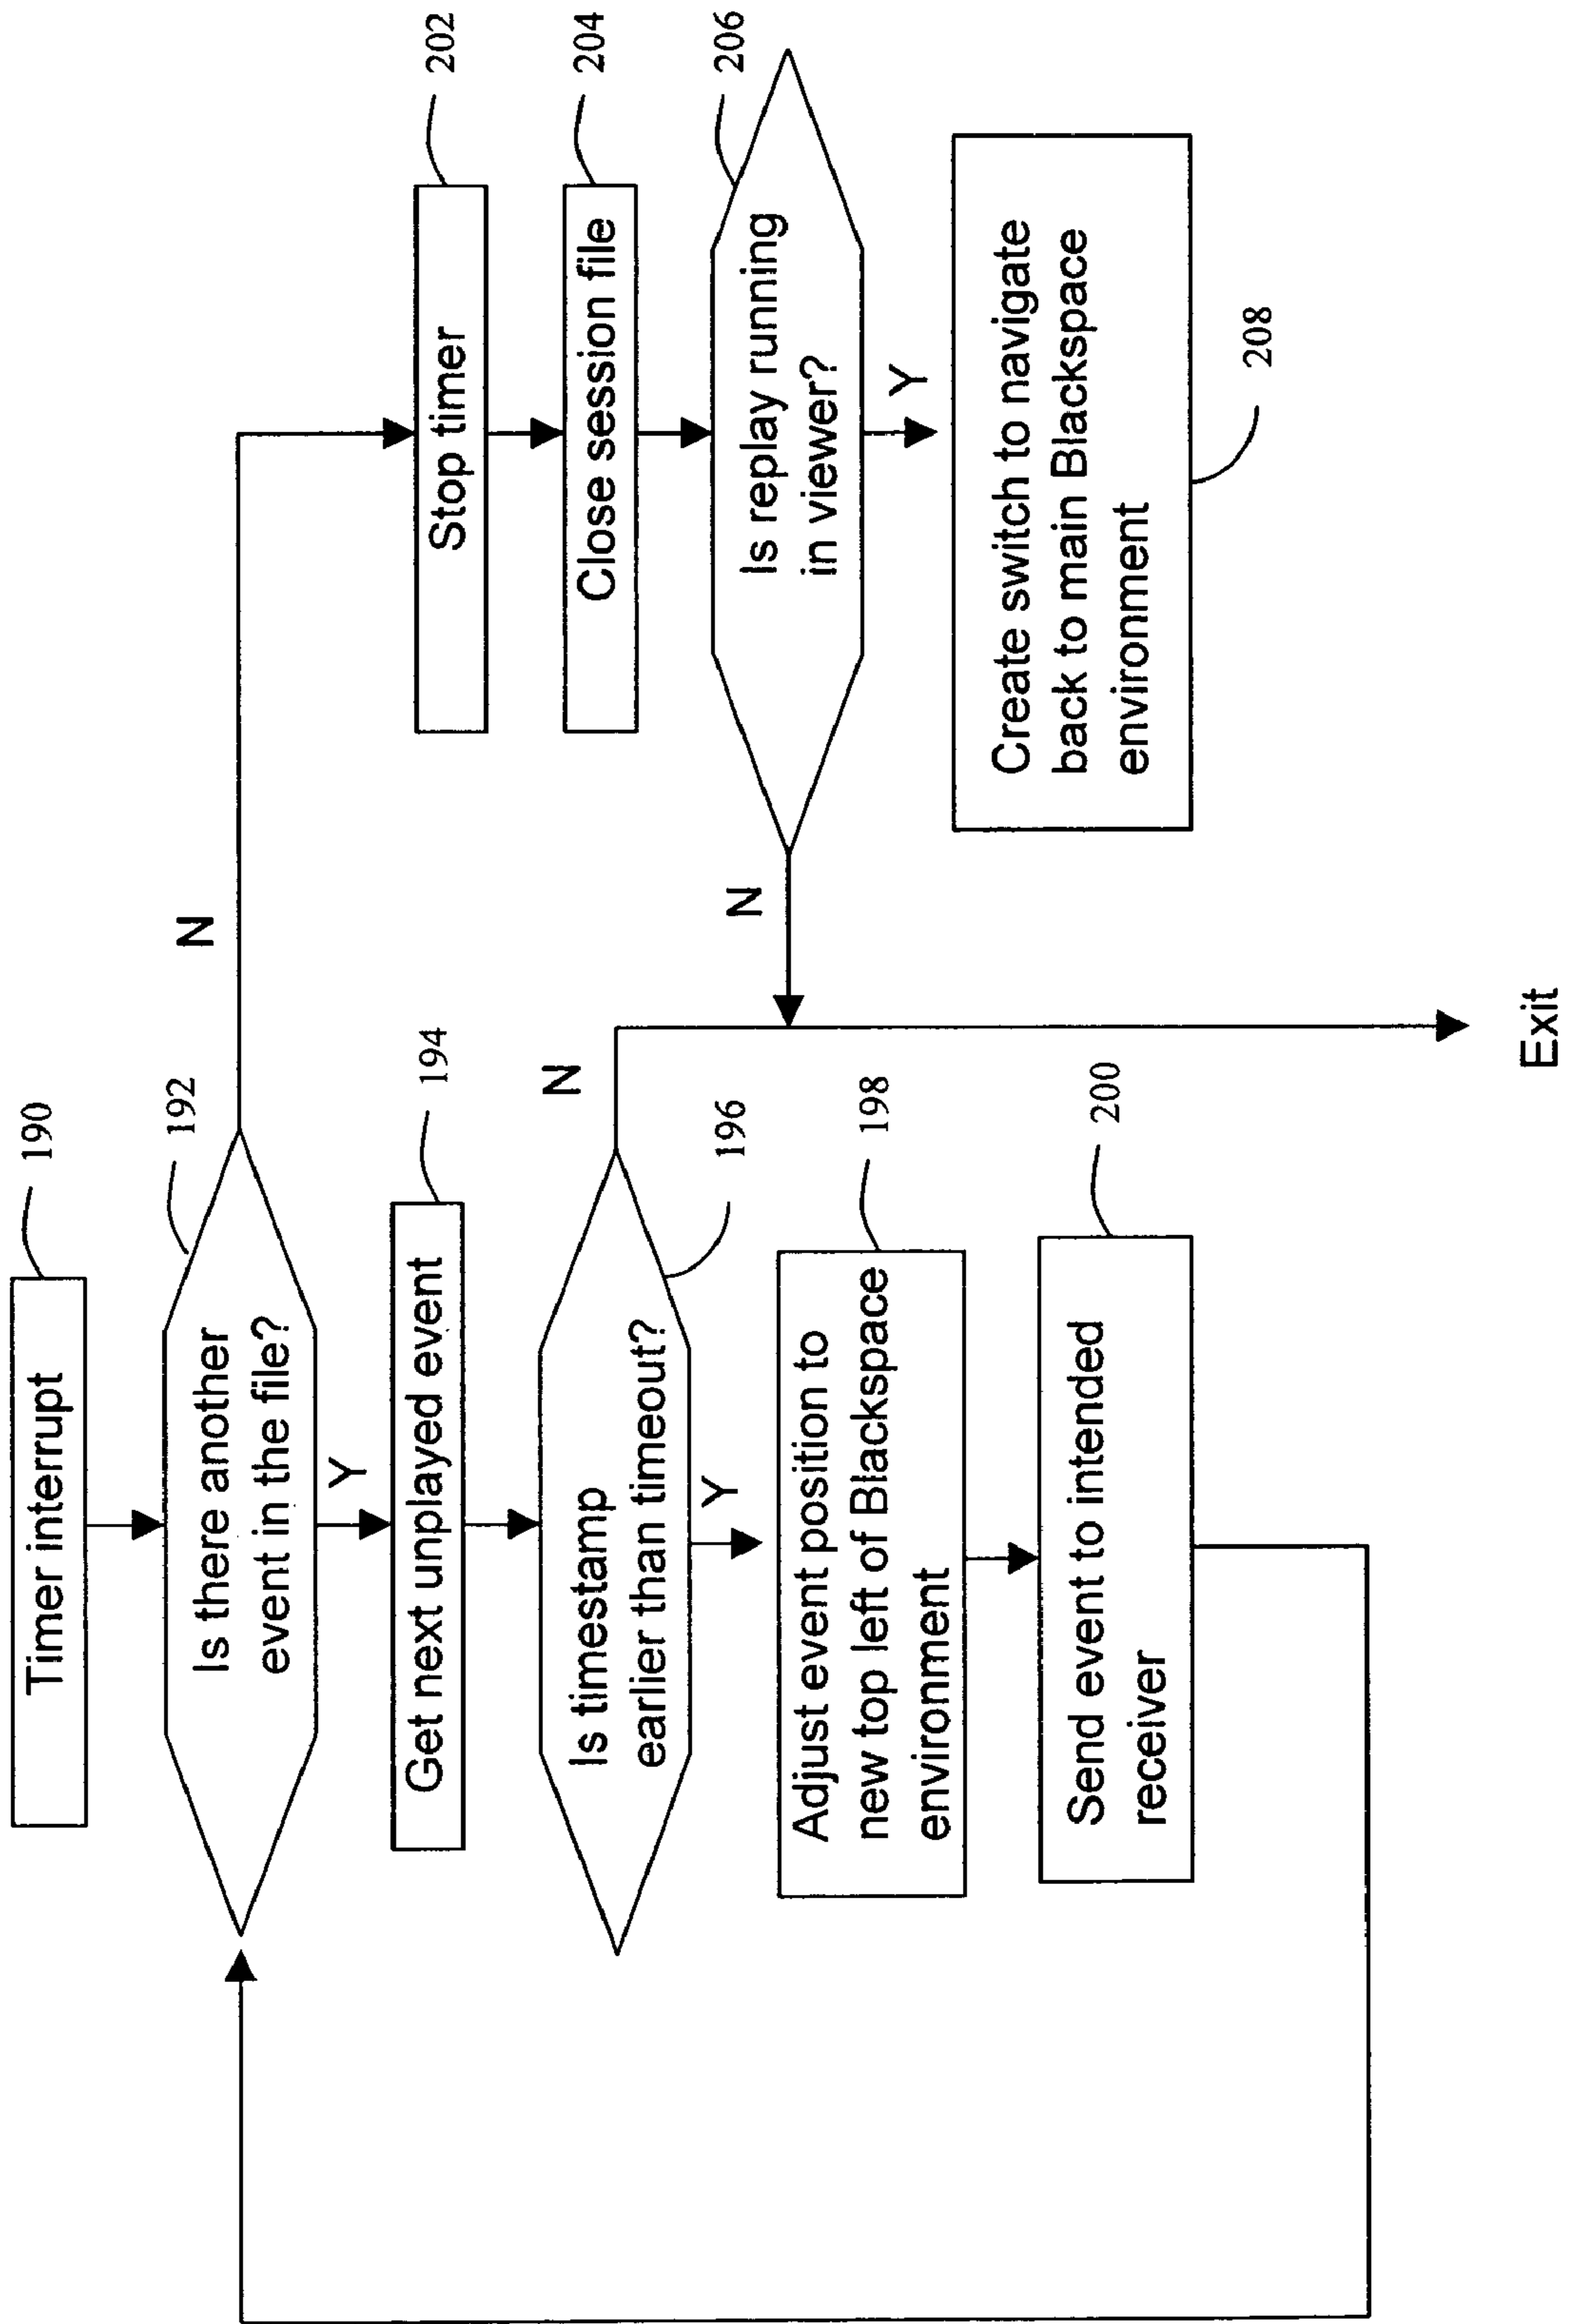 Timer interrupt
190
Is there another
event in the file?
192
N
Y
Get next unplayed event
194
Is timestamp
earlier than timeout?
196
N
Y
Adjust event position to
new top left of Blackspace
environment
198
Send event to intended
receiver
200
Stop timer
202
Close session file
204
Is replay running
in viewer?
206
N
Y
Create switch to navigate
back to main Blackspace
environment
208
Exit